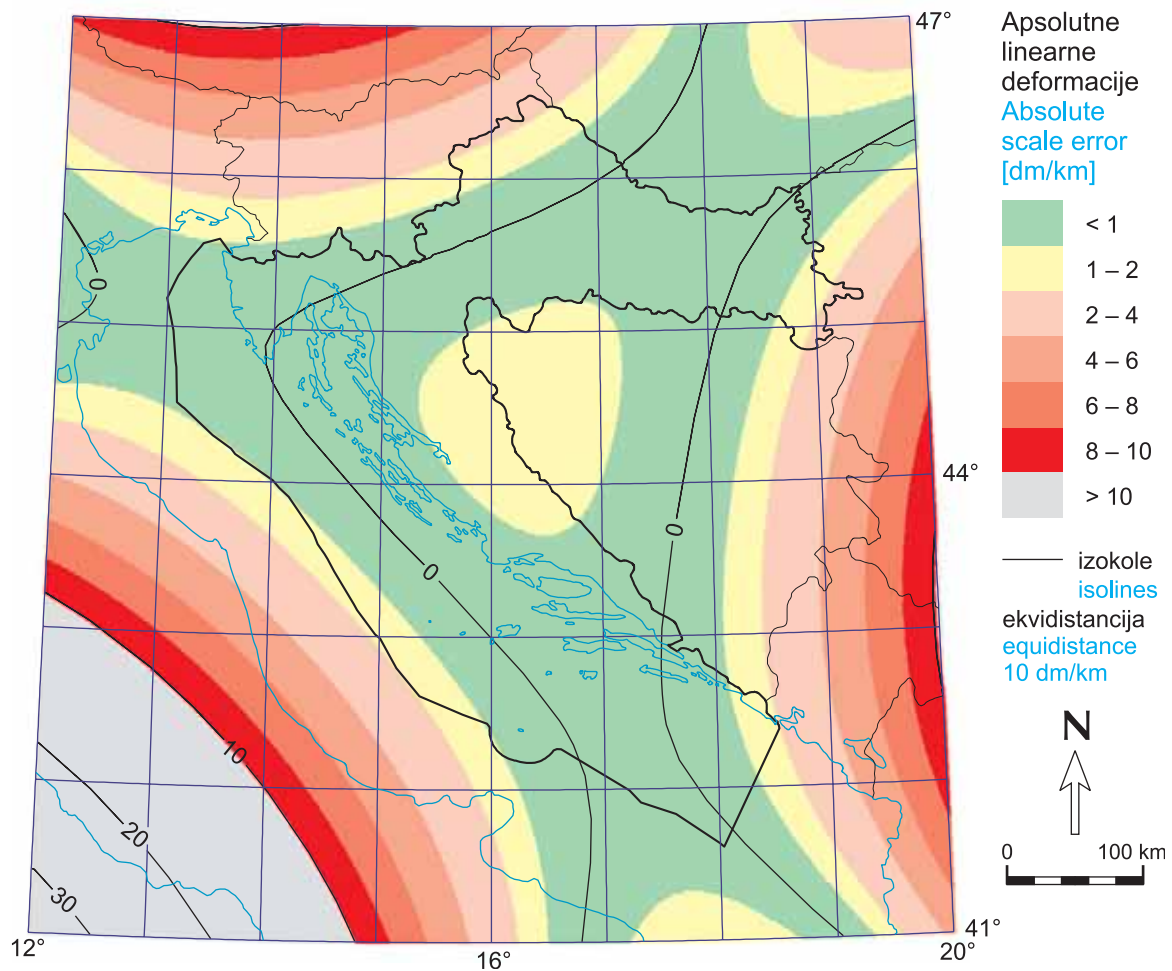 47°
Apsolutne
linearne
deformacije
Absolute
scale error
[dm/km]
< 1
1 – 2
2 – 4
4 – 6
6 – 8
8 – 10
> 10
izokole
isolines
ekvidistancija
equidistance
10 dm/km
N
0 100 km
0
44°
0
0
10
20
30
12°
16°
20°
41°